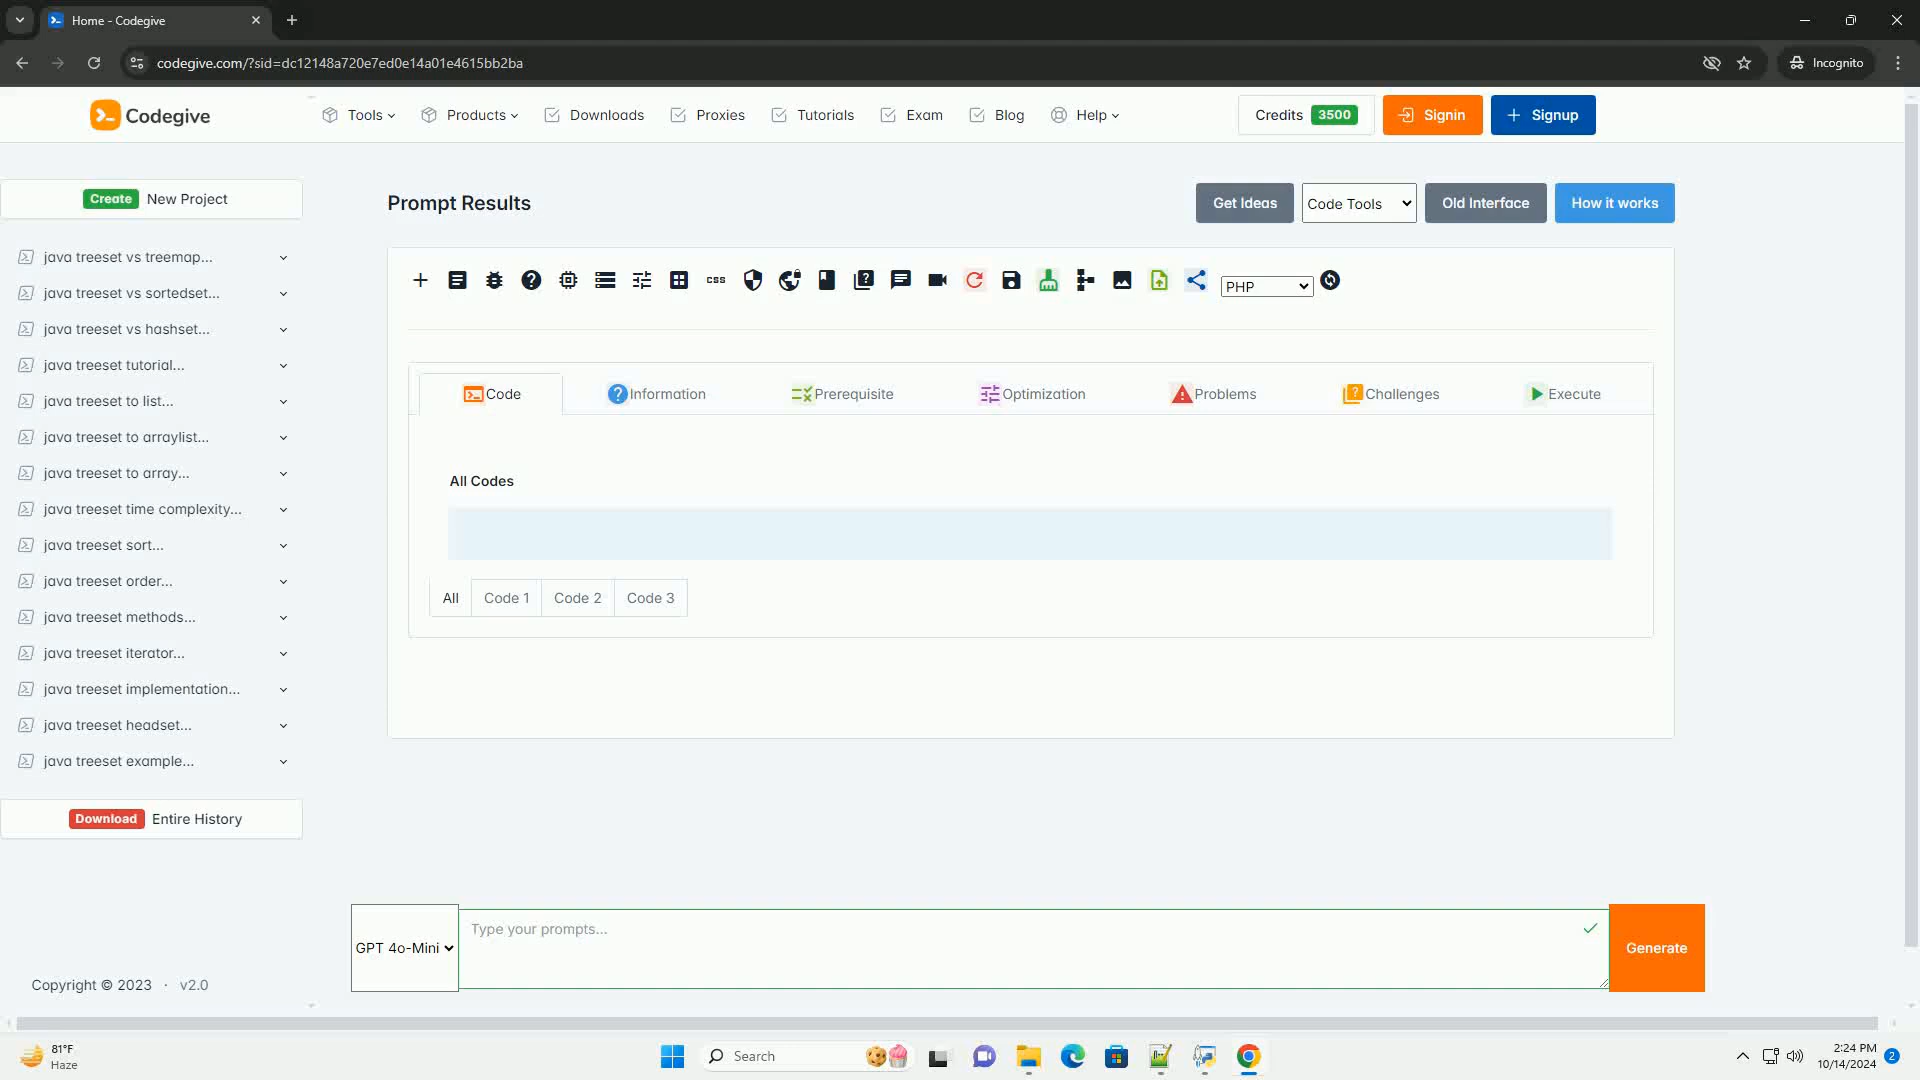 Home - Codegive
codegive.com/?sid=dc12148a720e7ed0e14a01e4615bb2ba
Incognito
Codegive
Tools
Products
Downloads
Proxies
Tutorials
Exam
Blog
Help
Credits 3500
Signin
Signup
Create New Project
Prompt Results
Get Ideas
Code Tools
Old Interface
How it works
java treeset vs treemap...
java treeset vs sortedset...
java treeset vs hashset...
java treeset tutorial...
java treeset to list...
java treeset to arraylist...
java treeset to array...
java treeset time complexity...
java treeset sort...
java treeset order...
java treeset methods...
java treeset iterator...
java treeset implementation...
java treeset headset...
java treeset example...
Download Entire History
css
PHP
Code
Information
Prerequisite
Optimization
Problems
Challenges
Execute
All Codes
All
Code 1
Code 2
Code 3
GPT 4o-Mini
Type your prompts...
Generate
Copyright © 2023 · v2.0
81°F
Haze
Search
2:24 PM
10/14/2024
2